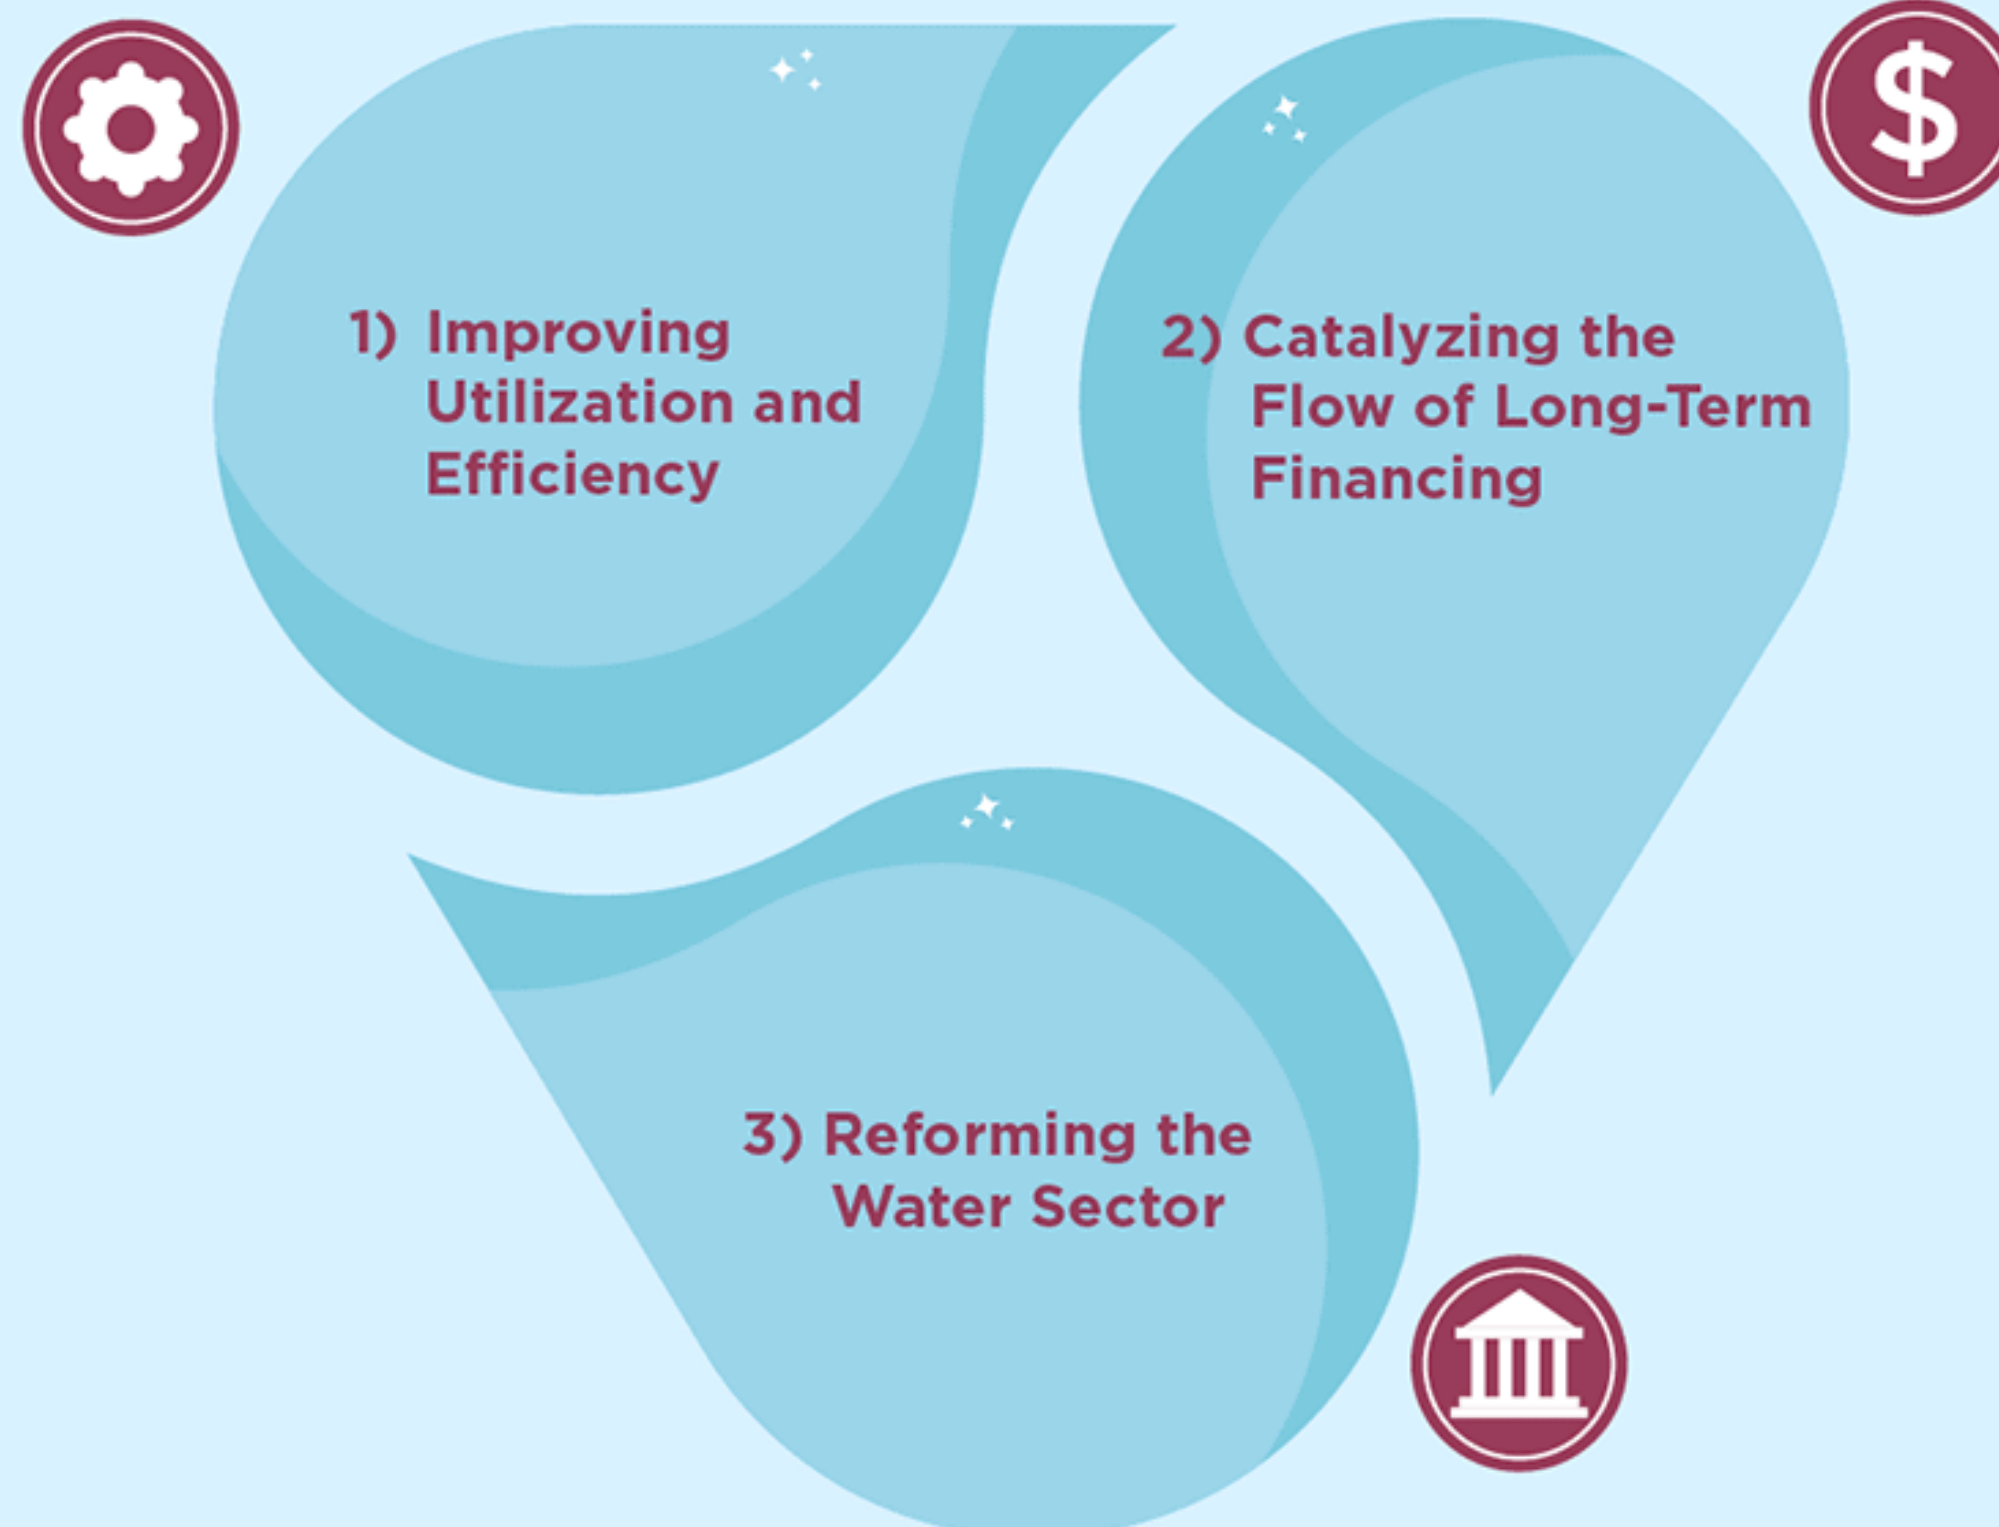 1) Improving
Utilization and
Efficiency
2) Catalyzing the
Flow of Long-Term
Financing
3) Reforming the
Water Sector
$